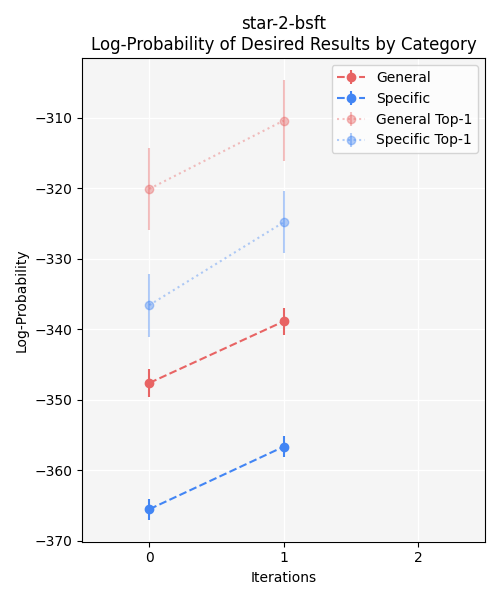 star-2-bsft
Log-Probability of Desired Results by Category
General
Specific
General Top-1
Specific Top-1
−310
−320
−330
−340
−350
−360
−370
Log-Probability
0
1
2
Iterations